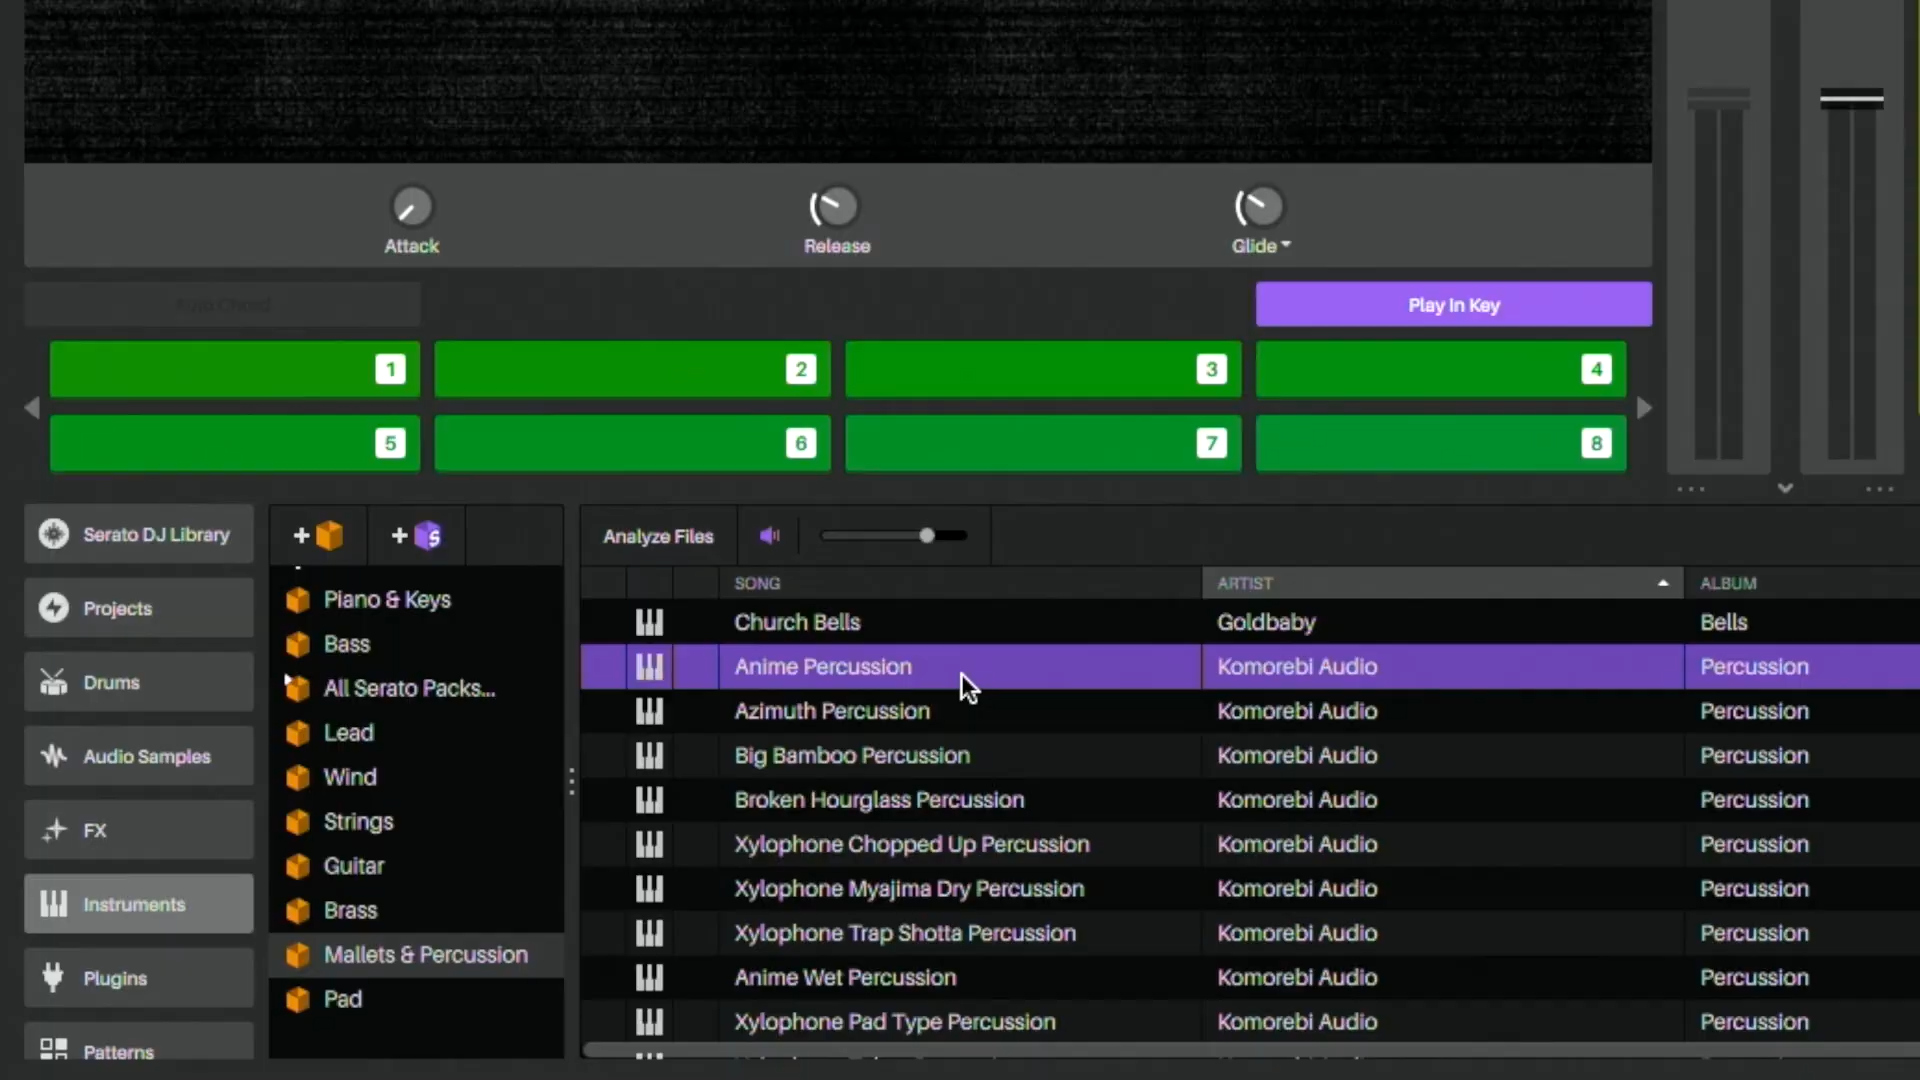 Attack Release Glide
Play In Key
1 2 3 4
5 6 7 8
Serato DJ Library
Projects
Drums
Audio Samples
FX
Instruments
Plugins
Patterns
+ + S
Piano & Keys
Bass
All Serato Packs...
Lead
Wind
Strings
Guitar
Brass
Mallets & Percussion
Pad
Analyze Files
SONG ARTIST ALBUM
Church Bells Goldbaby Bells
Anime Percussion Komorebi Audio Percussion
Azimuth Percussion Komorebi Audio Percussion
Big Bamboo Percussion Komorebi Audio Percussion
Broken Hourglass Percussion Komorebi Audio Percussion
Xylophone Chopped Up Percussion Komorebi Audio Percussion
Xylophone Myajima Dry Percussion Komorebi Audio Percussion
Xylophone Trap Shotta Percussion Komorebi Audio Percussion
Anime Wet Percussion Komorebi Audio Percussion
Xylophone Pad Type Percussion Komorebi Audio Percussion